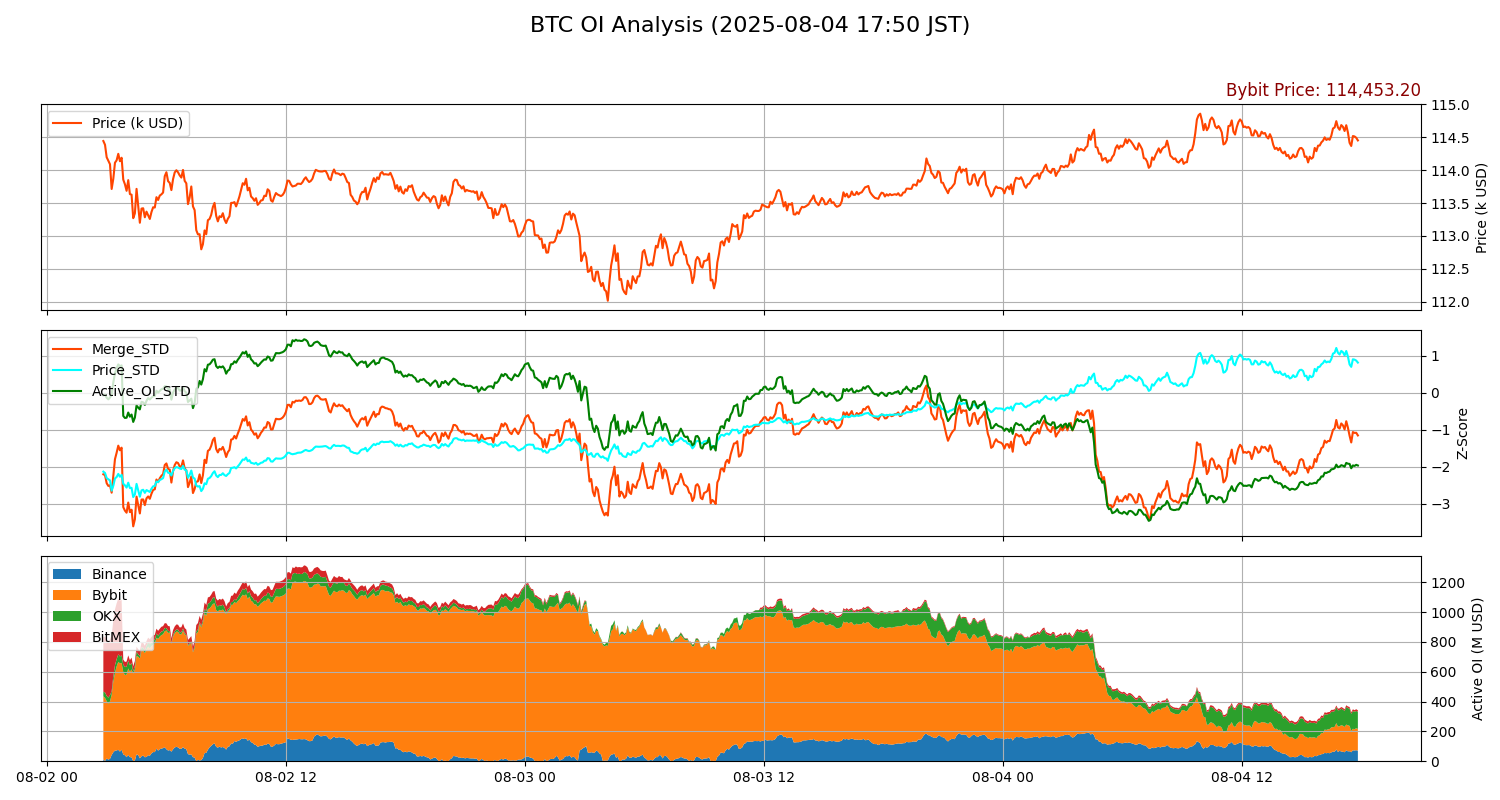 BTC OI Analysis (2025-08-04 17:50 JST)
Bybit Price: 114,453.20
Price (k USD)
115.0
114.5
114.0
113.5
113.0
112.5
112.0
Price (k USD)
Merge_STD
Price_STD
Active_OI_STD
1
0
−1
−2
−3
Z-Score
Binance
Bybit
OKX
BitMEX
1200
1000
800
600
400
200
0
Active OI (M USD)
08-02 00
08-02 12
08-03 00
08-03 12
08-04 00
08-04 12